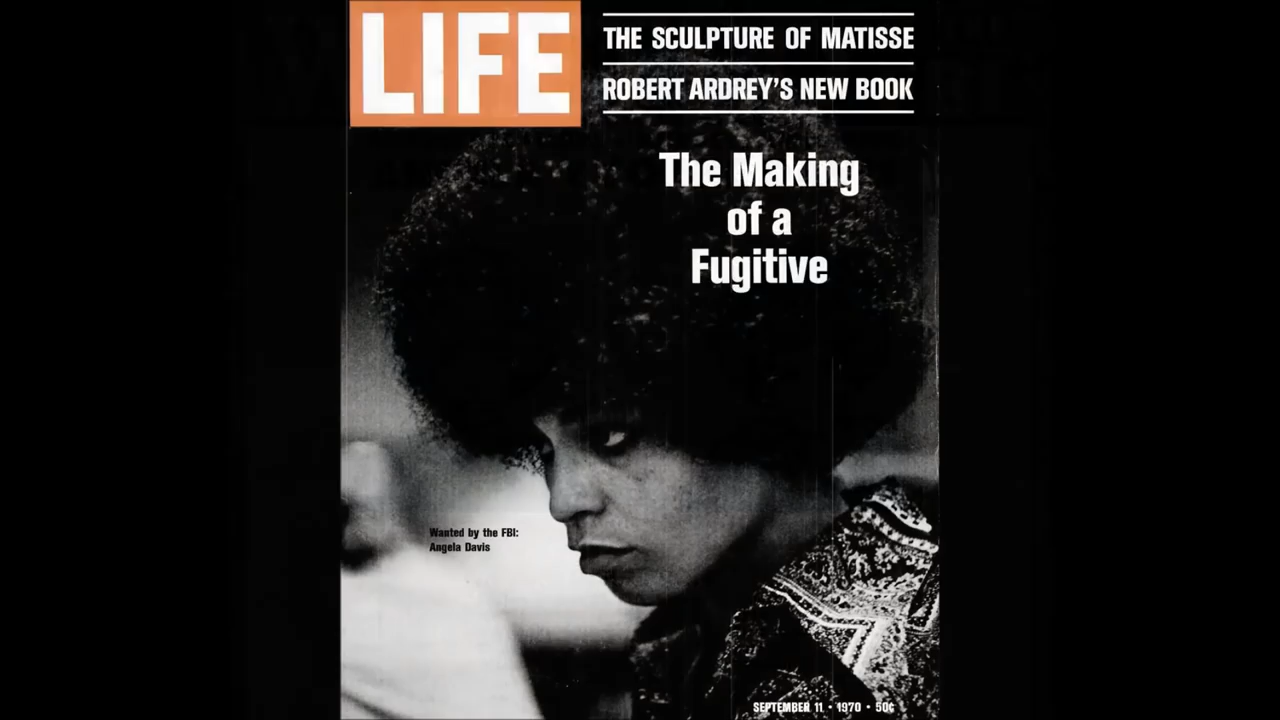 LIFE
THE SCULPTURE OF MATISSE
ROBERT ARDREY'S NEW BOOK
The Making
of a
Fugitive
Wanted by the FBI:
Angela Davis
SEPTEMBER 11 • 1970 • 50¢